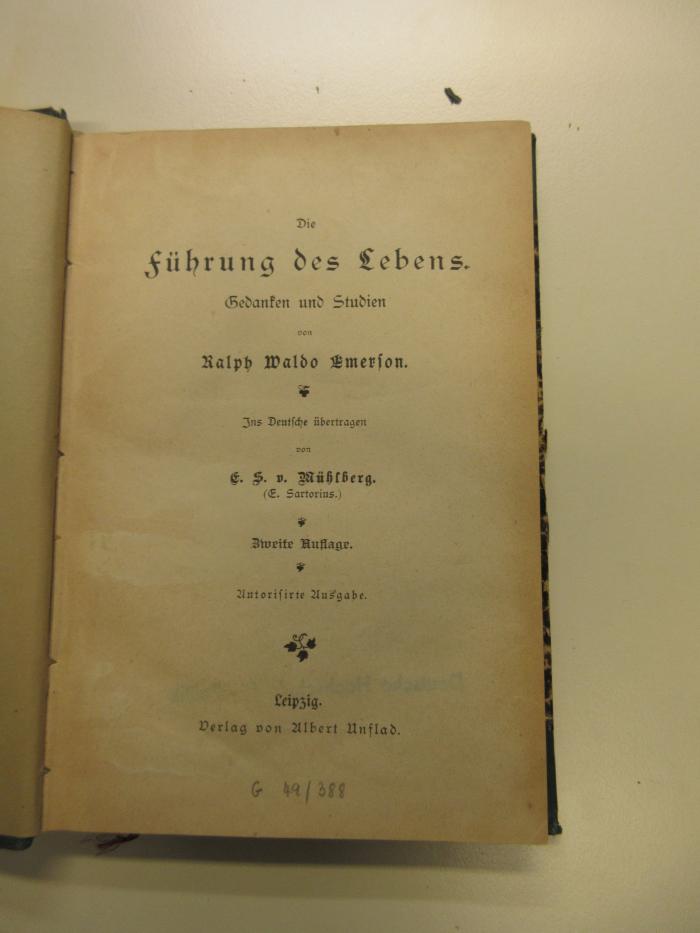 Die
Führung des Lebens.
Gedanken und Studien
von
Ralph Waldo Emerson.
Ins Deutsche übertragen
von
E. S. v. Mühlberg.
(E. Sartorius.)
Zweite Auflage.
Autorisirte Ausgabe.
Leipzig.
Verlag von Albert Unflad.
G 49/388